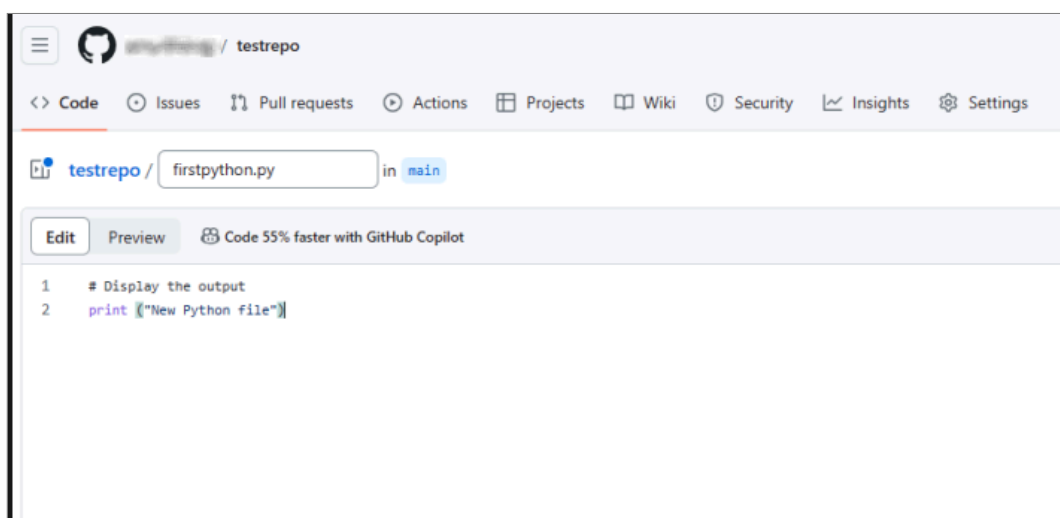 / testrepo
<> Code Issues Pull requests Actions Projects Wiki Security Insights Settings
testrepo / firstpython.py in main
Edit Preview Code 55% faster with GitHub Copilot
1 # Display the output
2 print ("New Python file")